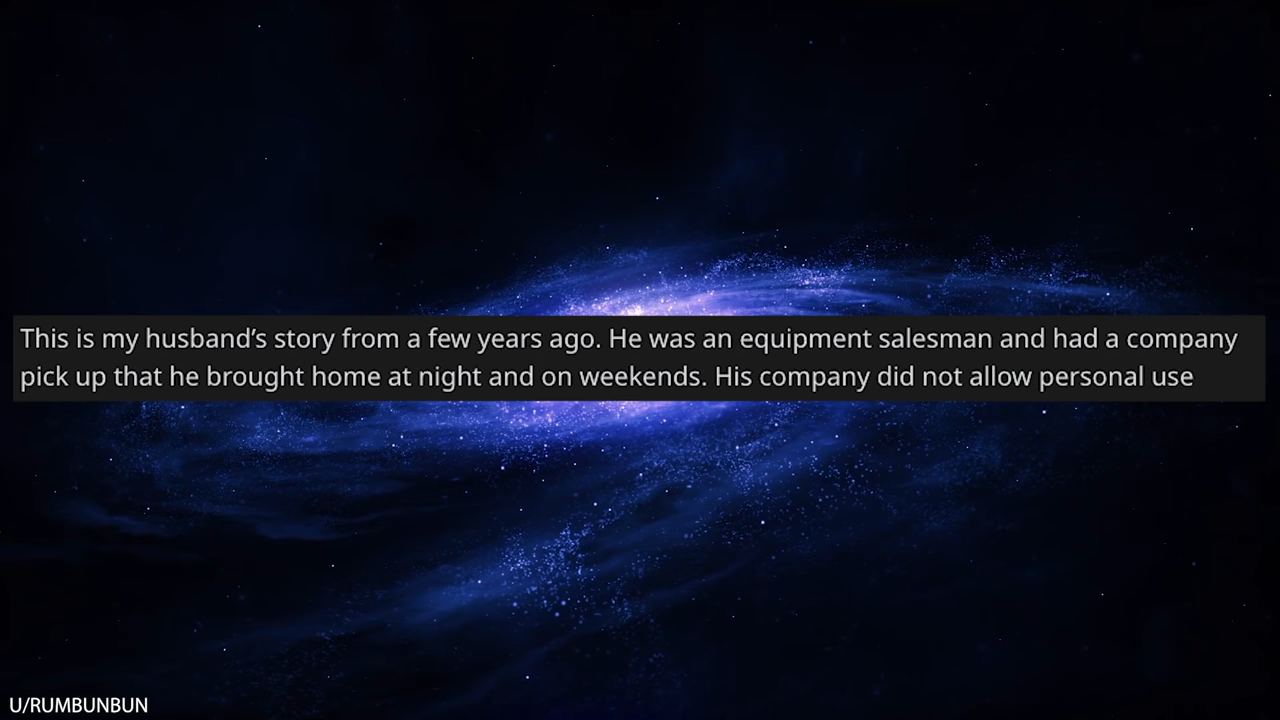 This is my husband’s story from a few years ago. He was an equipment salesman and had a company
pick up that he brought home at night and on weekends. His company did not allow personal use
U/RUMBUNBUN